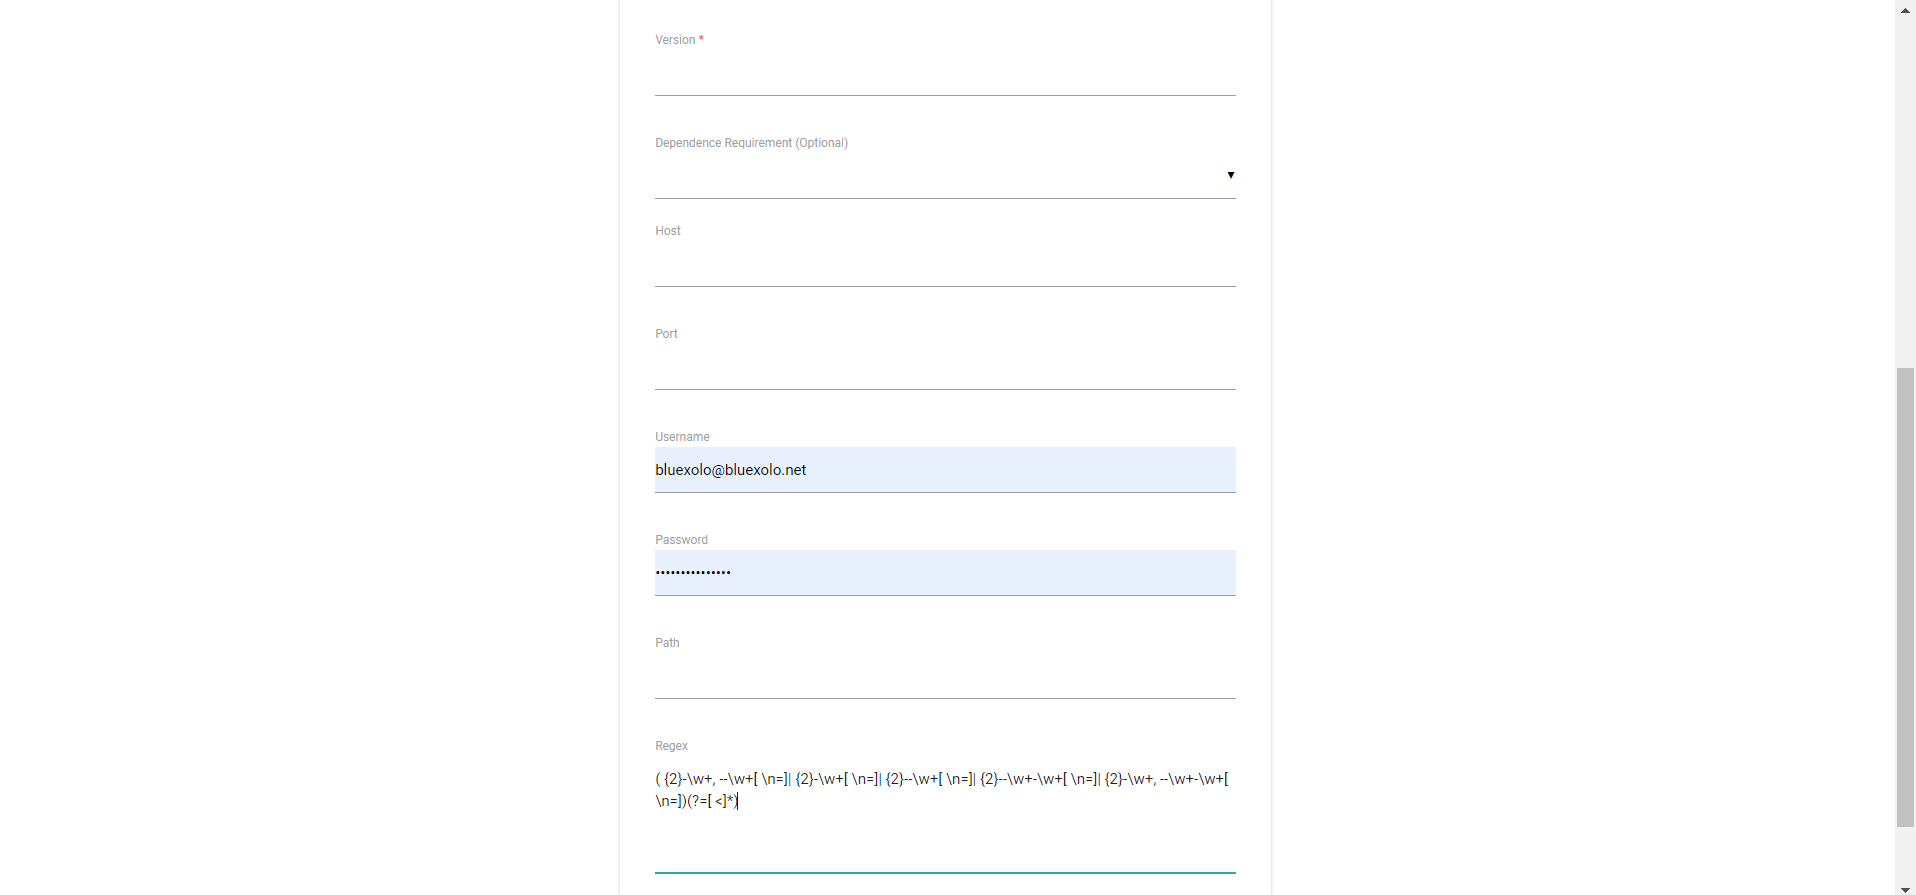 Version *
Dependence Requirement (Optional)
▼
Host
Port
Username
bluexolo@bluexolo.net
Password
•••••••••••••••
Path
Regex
( {2}-\w+, --\w+[ \n=]| {2}-\w+[ \n=]| {2}--\w+[ \n=]| {2}--\w+-\w+[ \n=]| {2}-\w+, --\w+-\w+[
\n=])(?=[ <]*)